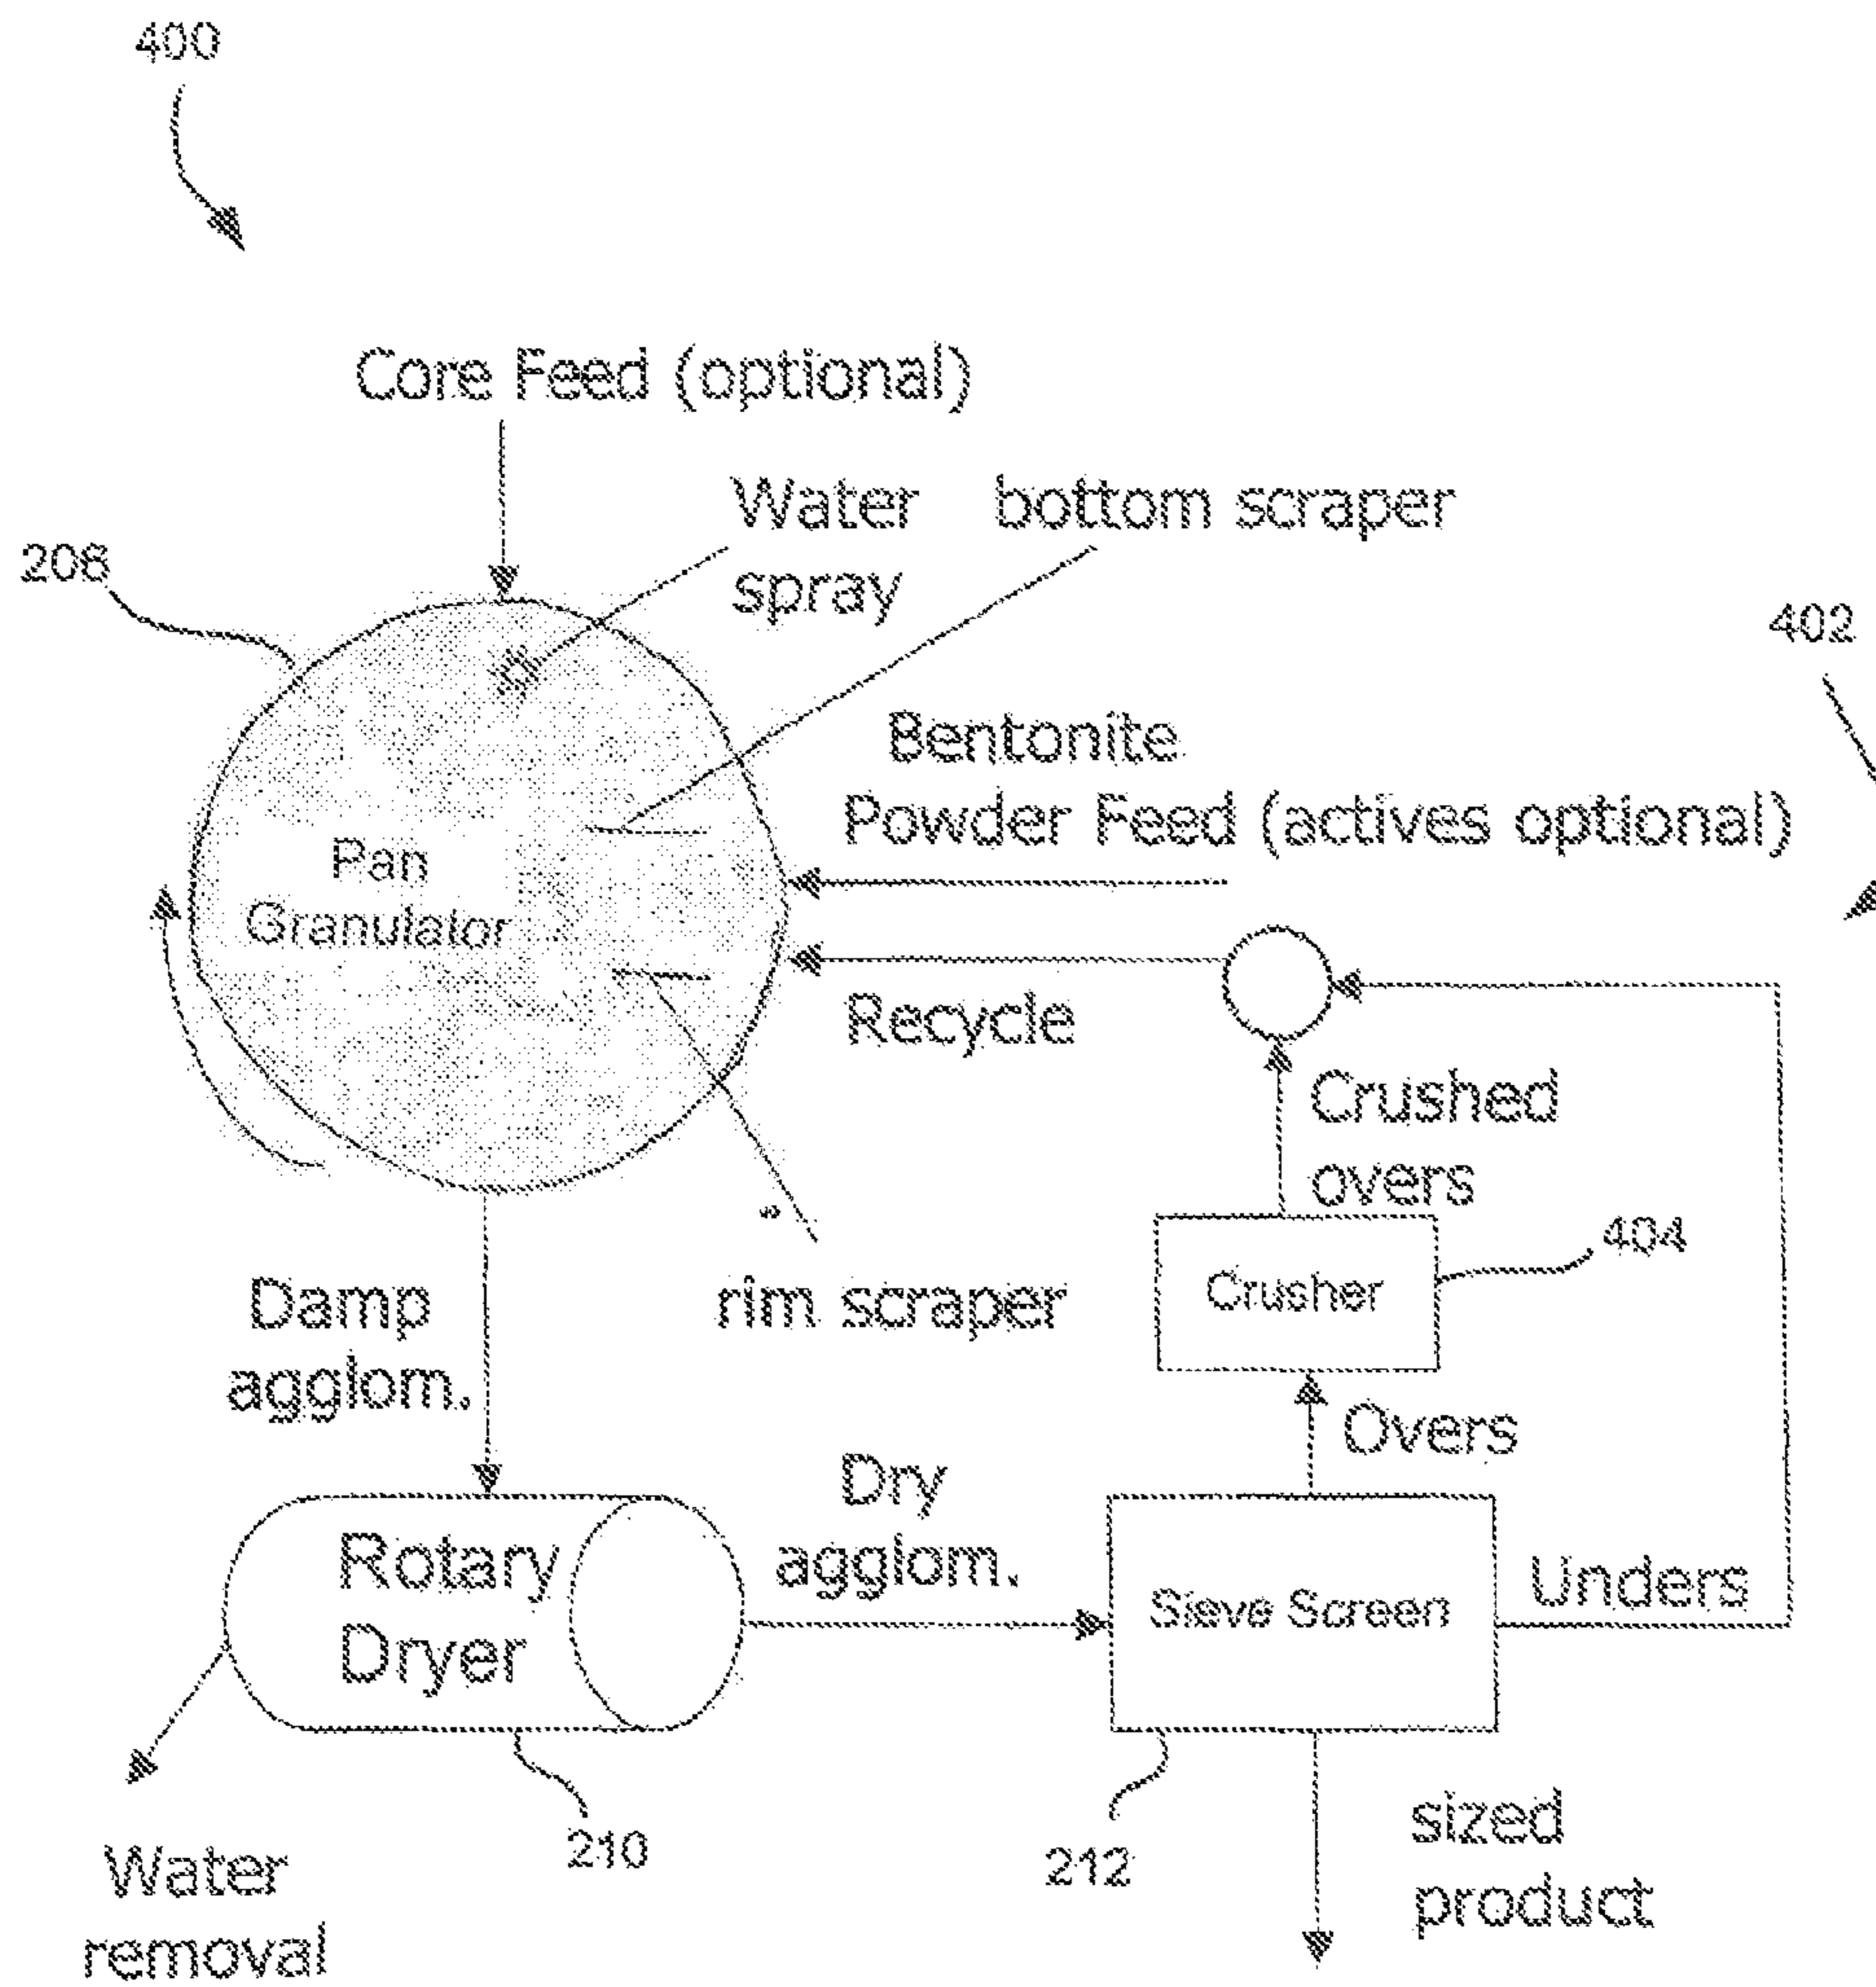 400
Core Feed (optional)
Water
spray
bottom scraper
208
402
Bentonite
Powder Feed (actives optional)
Pan
Granulator
Recycle
Crushed
overs
404
Crusher
rim scraper
Damp
agglom.
Overs
Dry
agglom.
Rotary
Dryer
Sieve Screen
Unders
210
212
Water
removal
sized
product